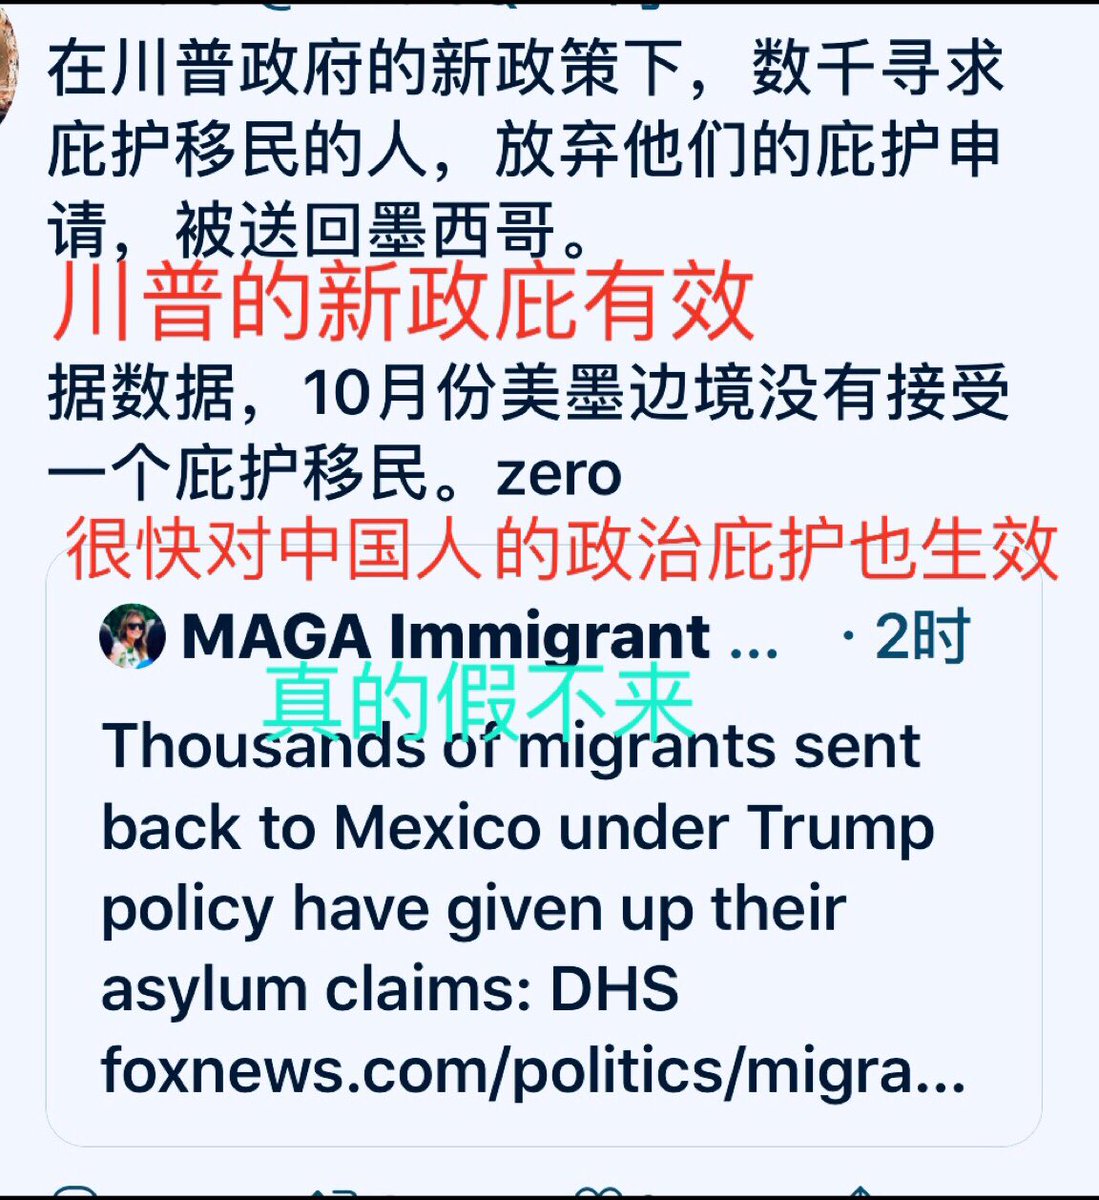 在川普政府的新政策下，数千寻求
庇护移民的人，放弃他们的庇护申
请，被送回墨西哥。
川普的新政庇有效
据数据，10月份美墨边境没有接受
一个庇护移民。zero
很快对中国人的政治庇护也生效
MAGA Immigrant ... · 2时
真的假不来
Thousands of migrants sent
back to Mexico under Trump
policy have given up their
asylum claims: DHS
foxnews.com/politics/migra...